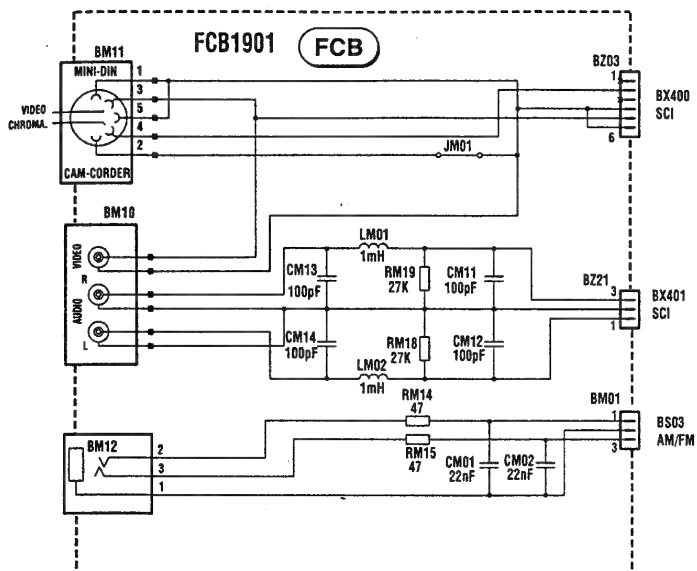 FCB1901
FCB
BM11
MINI-DIN
1
3
5
4
2
VIDEO
CHROMA.
CAM-CORDER
JM01
BZ03
1
6
BX400
SCI
BM10
VIDEO
R
AUDIO
L
LM01
1mH
CM13
100pF
RM19
27K
CM11
100pF
BZ21
3
1
BX401
SCI
CM14
100pF
RM18
27K
CM12
100pF
LM02
1mH
BM12
2
3
1
RM14
47
RM15
47
CM01
22nF
CM02
22nF
BM01
1
3
BS03
AM/FM